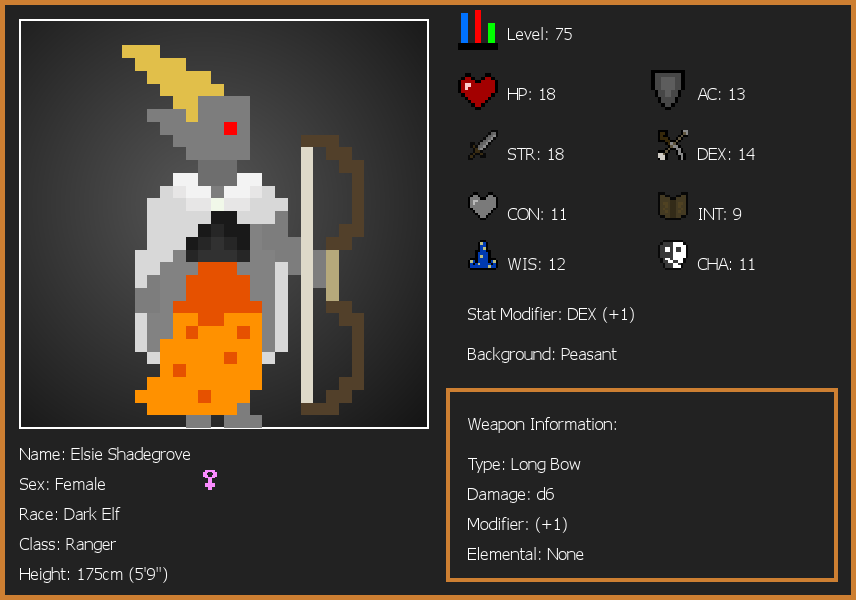 Level: 75
HP: 18
AC: 13
STR: 18
DEX: 14
CON: 11
INT: 9
WIS: 12
CHA: 11
Stat Modifier: DEX (+1)
Background: Peasant
Weapon Information:
Type: Long Bow
Damage: d6
Modifier: (+1)
Elemental: None
Name: Elsie Shadegrove
Sex: Female
Race: Dark Elf
Class: Ranger
Height: 175cm (5'9")